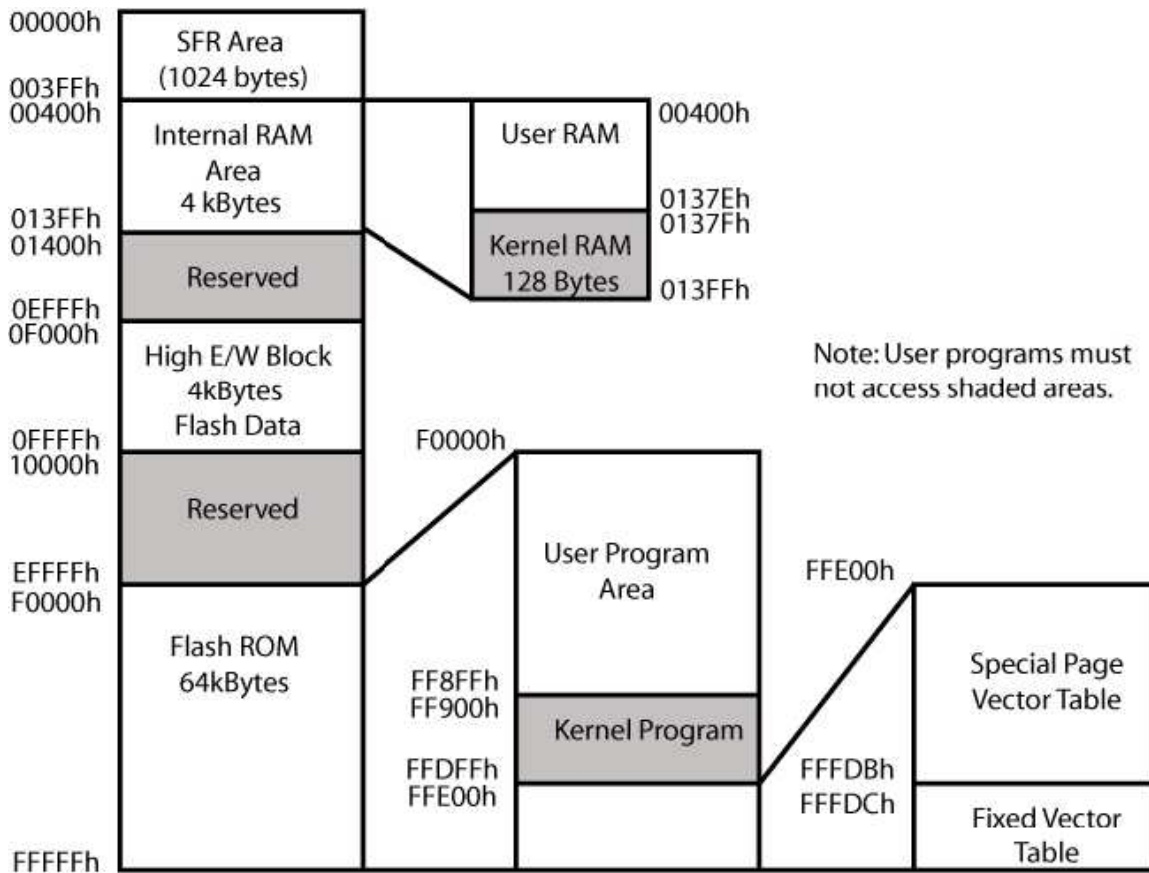 00000h
SFR Area
(1024 bytes)
003FFh
00400h
Internal RAM
Area
4 kBytes
013FFh
01400h
Reserved
0EFFFh
0F000h
High E/W Block
4kBytes
Flash Data
0FFFFh
10000h
Reserved
EFFFFh
F0000h
Flash ROM
64kBytes
FFFFFh
User RAM
00400h
0137Eh
0137Fh
Kernel RAM
128 Bytes
013FFh
Note: User programs must
not access shaded areas.
F0000h
User Program
Area
FF8FFh
FF900h
Kernel Program
FFDFFh
FFE00h
FFE00h
Special Page
Vector Table
FFFDBh
FFFDCh
Fixed Vector
Table